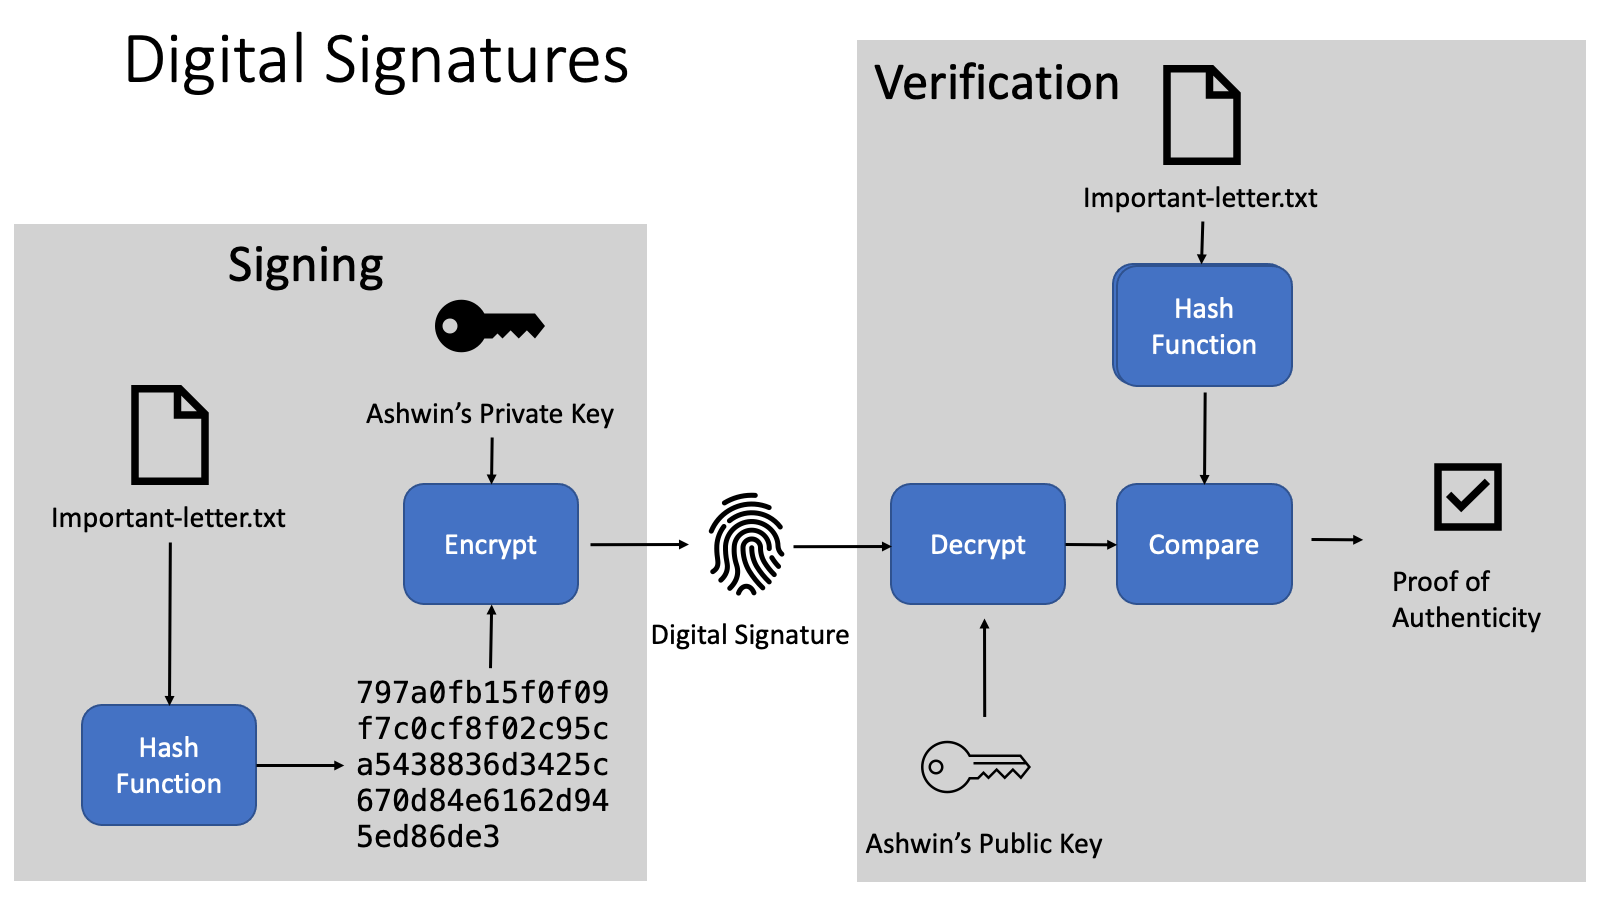 Digital Signatures
Signing
Ashwin’s Private Key
Important-letter.txt
Encrypt
Hash
Function
797a0fb15f0f09
f7c0cf8f02c95c
a5438836d3425c
670d84e6162d94
5ed86de3
Digital Signature
Verification
Important-letter.txt
Hash
Function
Decrypt
Compare
Proof of
Authenticity
Ashwin’s Public Key